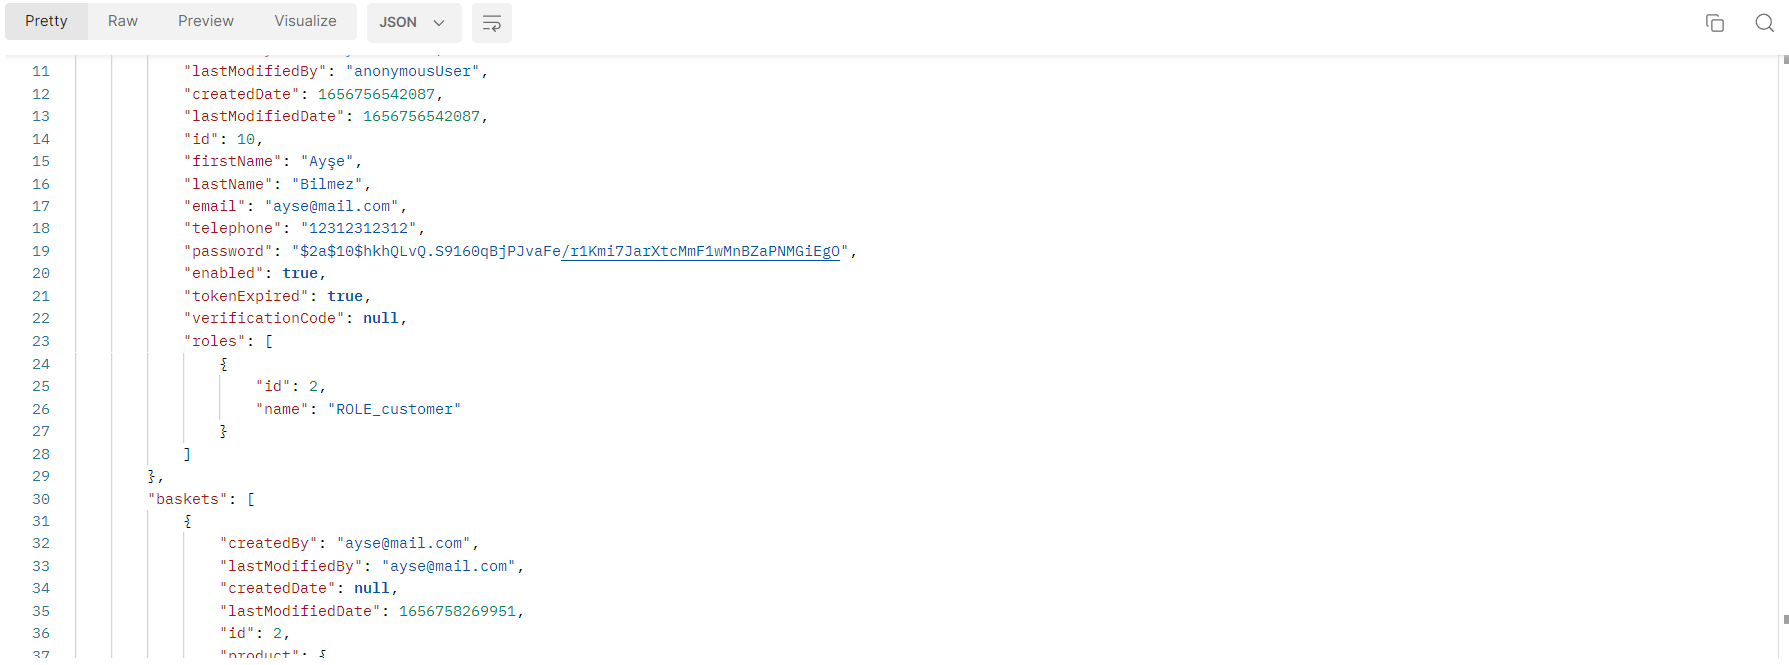 Pretty Raw Preview Visualize JSON
11 "lastModifiedBy": "anonymousUser",
12 "createdDate": 1656756542087,
13 "lastModifiedDate": 1656756542087,
14 "id": 10,
15 "firstName": "Ayşe",
16 "lastName": "Bilmez",
17 "email": "ayse@mail.com",
18 "telephone": "12312312312",
19 "password": "$2a$10$hkhQLvQ.S9160qBjPJvaFe/r1Kmi7JarXtcMmF1wMnBZaPNMGiEgO",
20 "enabled": true,
21 "tokenExpired": true,
22 "verificationCode": null,
23 "roles": [
24 {
25 "id": 2,
26 "name": "ROLE_customer"
27 }
28 ]
29 },
30 "baskets": [
31 {
32 "createdBy": "ayse@mail.com",
33 "lastModifiedBy": "ayse@mail.com",
34 "createdDate": null,
35 "lastModifiedDate": 1656758269951,
36 "id": 2,
37 "product": {